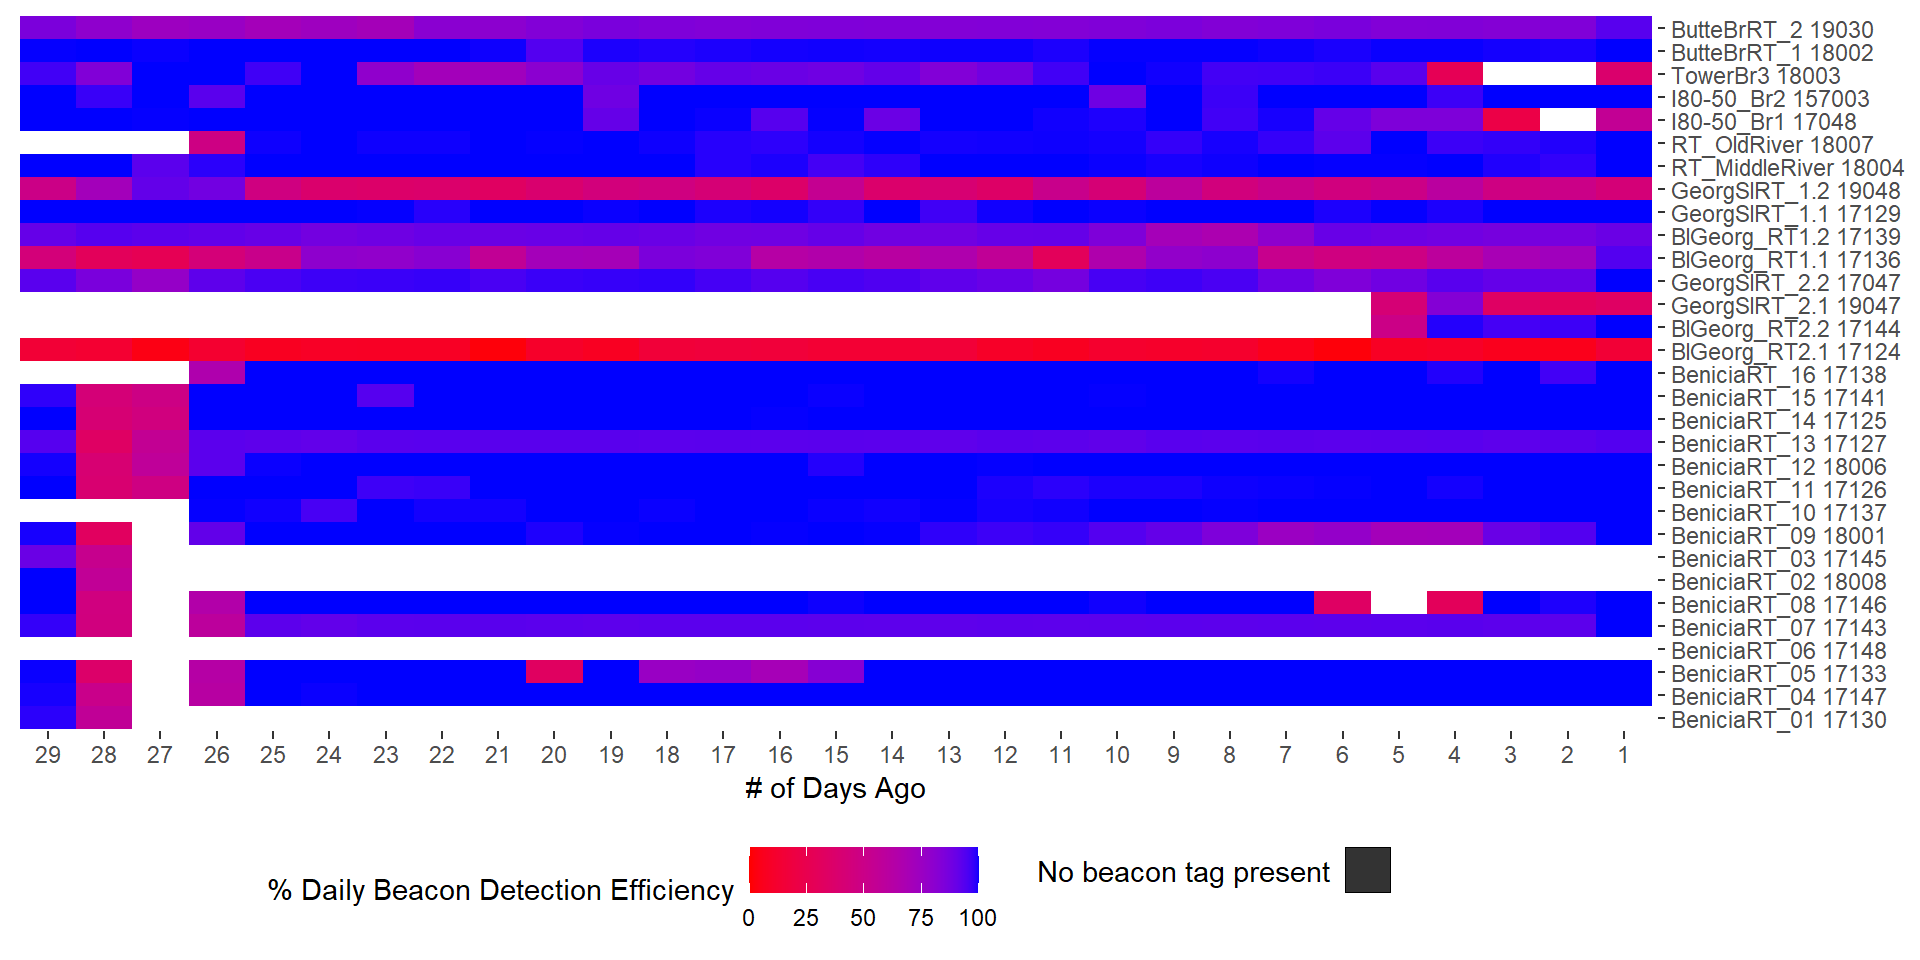 ButteBrRT_2 19030
ButteBrRT_1 18002
TowerBr3 18003
I80-50_Br2 157003
I80-50_Br1 17048
RT_OldRiver 18007
RT_MiddleRiver 18004
GeorgSlRT_1.2 19048
GeorgSlRT_1.1 17129
BlGeorg_RT1.2 17139
BlGeorg_RT1.1 17136
GeorgSlRT_2.2 17047
GeorgSlRT_2.1 19047
BlGeorg_RT2.2 17144
BlGeorg_RT2.1 17124
BeniciaRT_16 17138
BeniciaRT_15 17141
BeniciaRT_14 17125
BeniciaRT_13 17127
BeniciaRT_12 18006
BeniciaRT_11 17126
BeniciaRT_10 17137
BeniciaRT_09 18001
BeniciaRT_03 17145
BeniciaRT_02 18008
BeniciaRT_08 17146
BeniciaRT_07 17143
BeniciaRT_06 17148
BeniciaRT_05 17133
BeniciaRT_04 17147
BeniciaRT_01 17130
29 28 27 26 25 24 23 22 21 20 19 18 17 16 15 14 13 12 11 10 9 8 7 6 5 4 3 2 1
# of Days Ago
% Daily Beacon Detection Efficiency
0 25 50 75 100
No beacon tag present